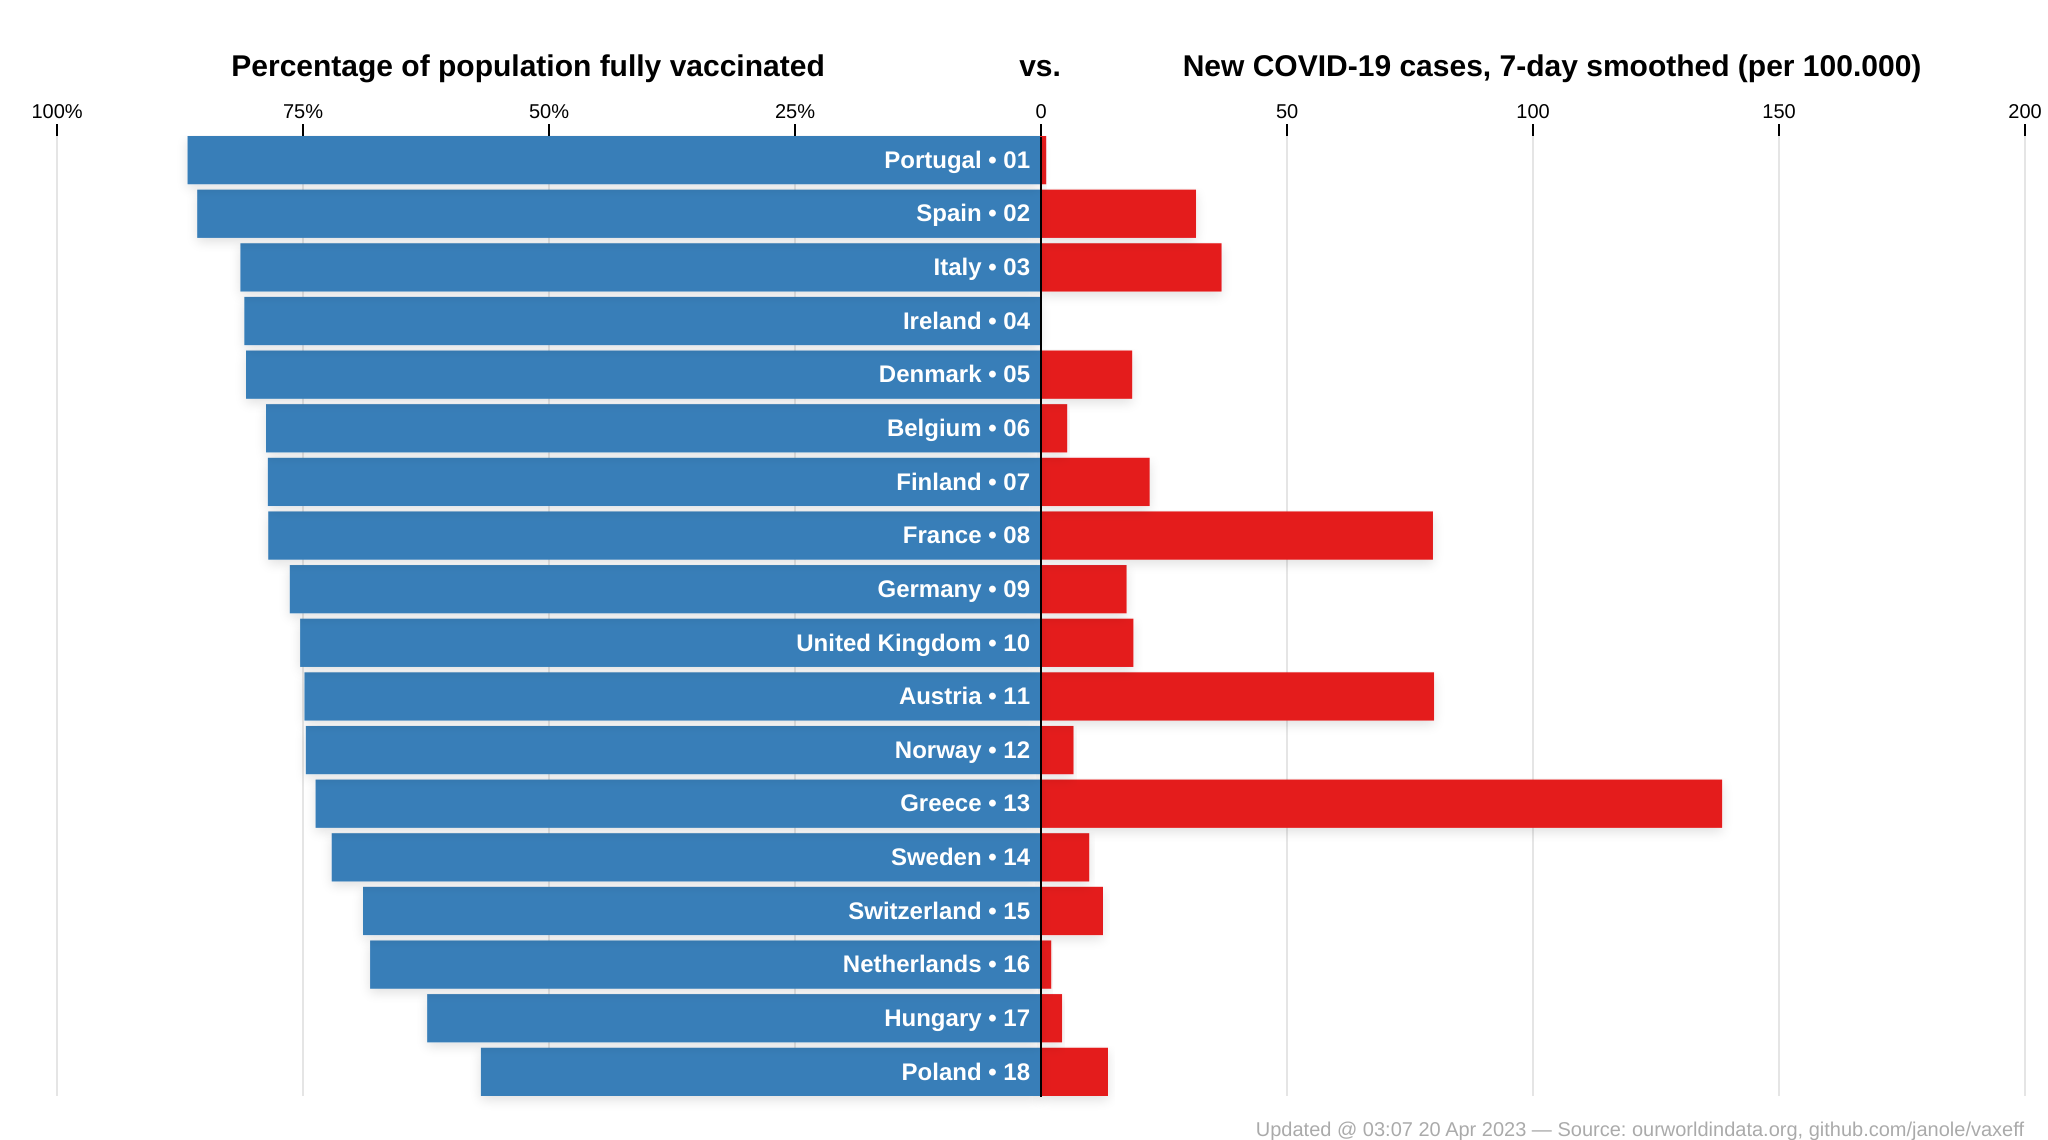 Percentage of population fully vaccinated vs. New COVID-19 cases, 7-day smoothed (per 100.000)
100% 75% 50% 25% 0 50 100 150 200
Portugal • 01
Spain • 02
Italy • 03
Ireland • 04
Denmark • 05
Belgium • 06
Finland • 07
France • 08
Germany • 09
United Kingdom • 10
Austria • 11
Norway • 12
Greece • 13
Sweden • 14
Switzerland • 15
Netherlands • 16
Hungary • 17
Poland • 18
Updated @ 03:07 20 Apr 2023 — Source: ourworldindata.org, github.com/janole/vaxeff